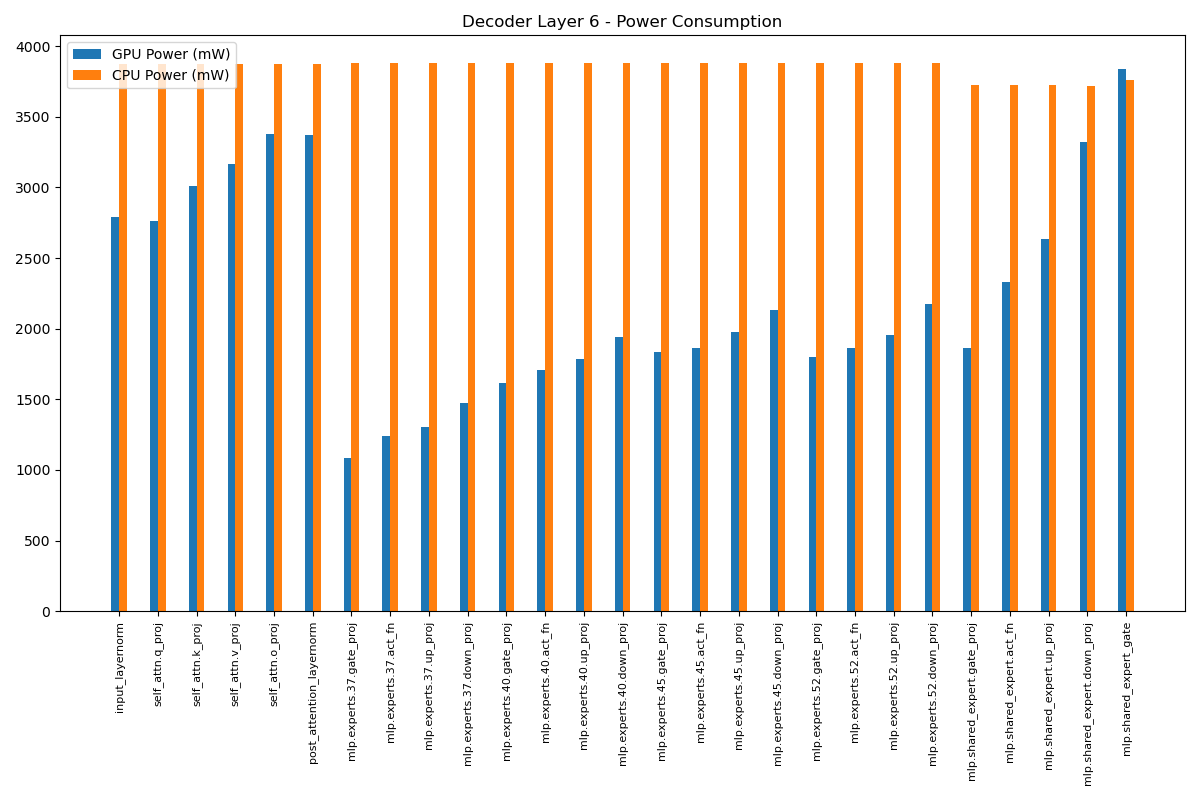 Decoder Layer 6 - Power Consumption
GPU Power (mW)
CPU Power (mW)
4000
3500
3000
2500
2000
1500
1000
500
0
input_layernorm
self_attn.q_proj
self_attn.k_proj
self_attn.v_proj
self_attn.o_proj
post_attention_layernorm
mlp.experts.37.gate_proj
mlp.experts.37.act_fn
mlp.experts.37.up_proj
mlp.experts.37.down_proj
mlp.experts.40.gate_proj
mlp.experts.40.act_fn
mlp.experts.40.up_proj
mlp.experts.40.down_proj
mlp.experts.45.gate_proj
mlp.experts.45.act_fn
mlp.experts.45.up_proj
mlp.experts.45.down_proj
mlp.experts.52.gate_proj
mlp.experts.52.act_fn
mlp.experts.52.up_proj
mlp.experts.52.down_proj
mlp.shared_expert.gate_proj
mlp.shared_expert.act_fn
mlp.shared_expert.up_proj
mlp.shared_expert.down_proj
mlp.shared_expert_gate